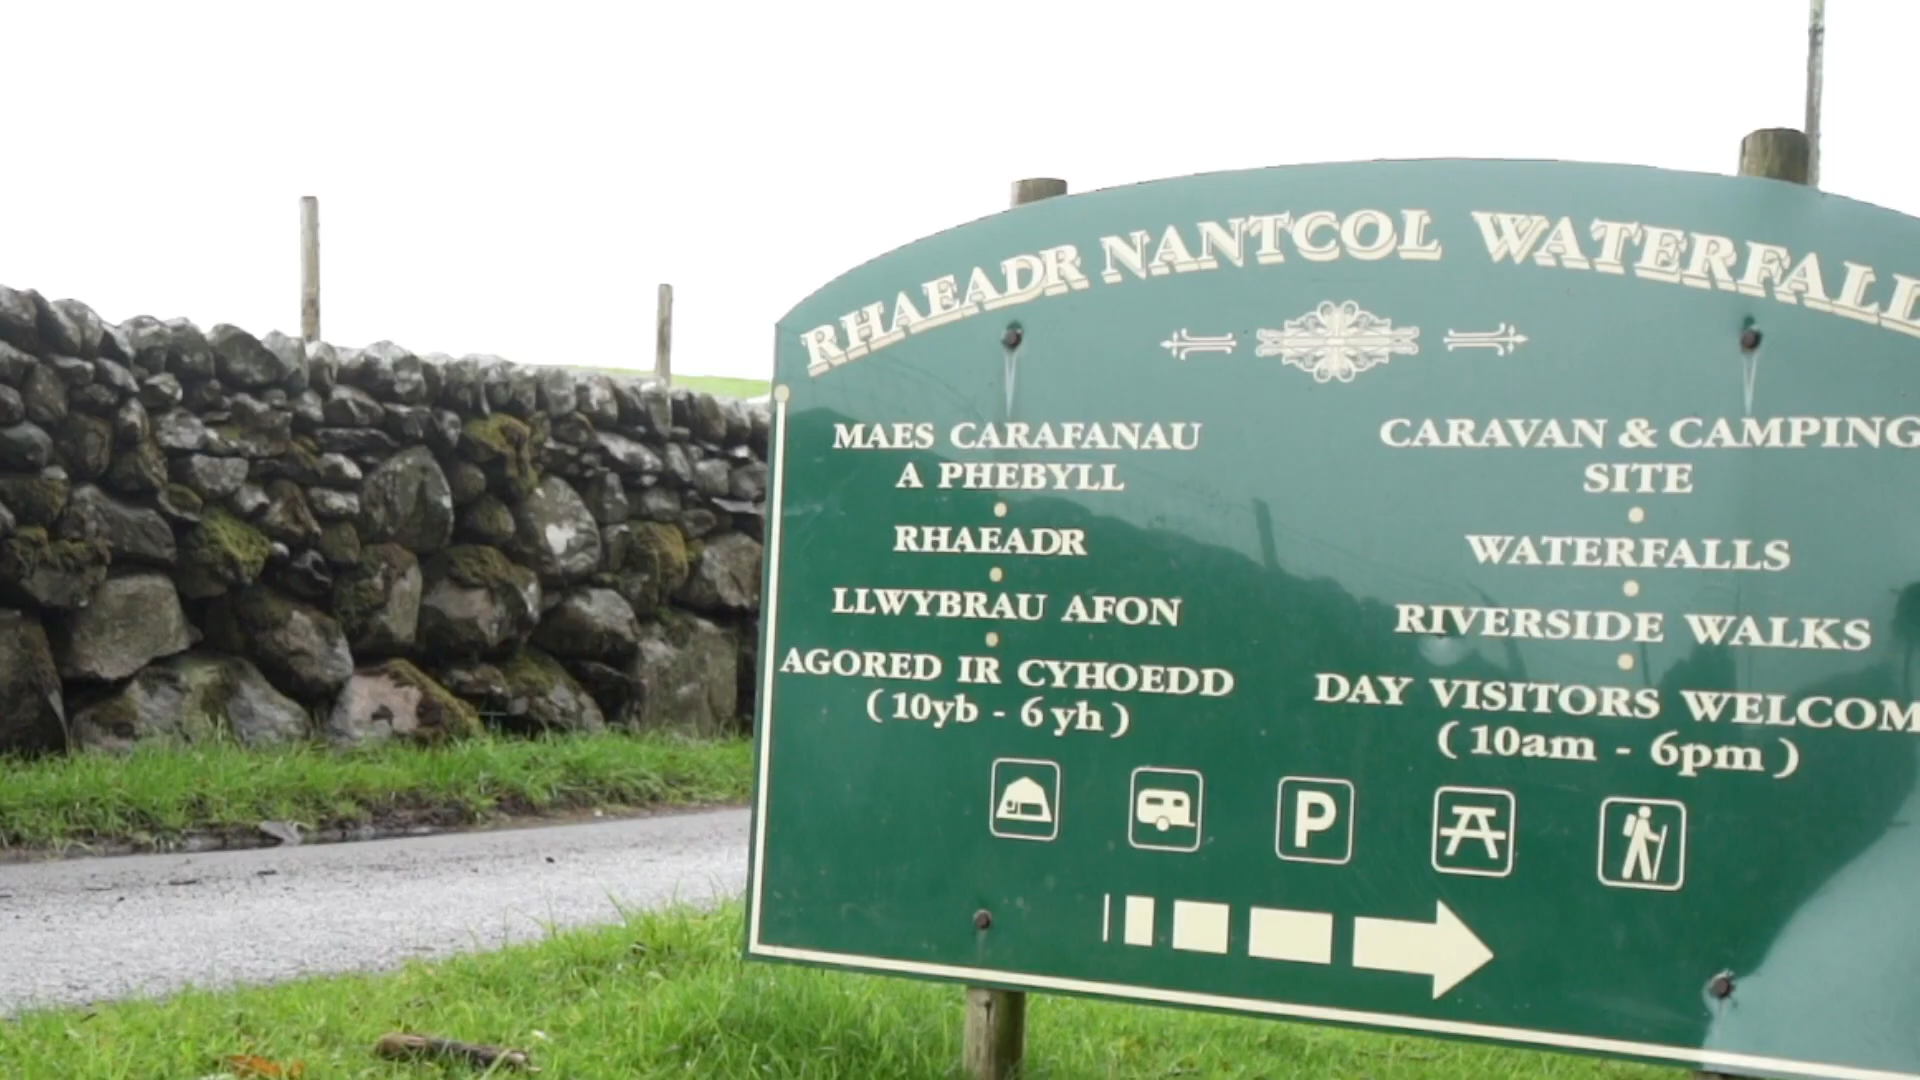 RHAEADR NANTCOL WATERFALL
MAES CARAFANAU
A PHEBYLL
RHAEADR
LLWYBRAU AFON
AGORED IR CYHOEDD
(10yb - 6yh)
CARAVAN & CAMPING
SITE
WATERFALLS
RIVERSIDE WALKS
DAY VISITORS WELCOM
(10am - 6pm)
P